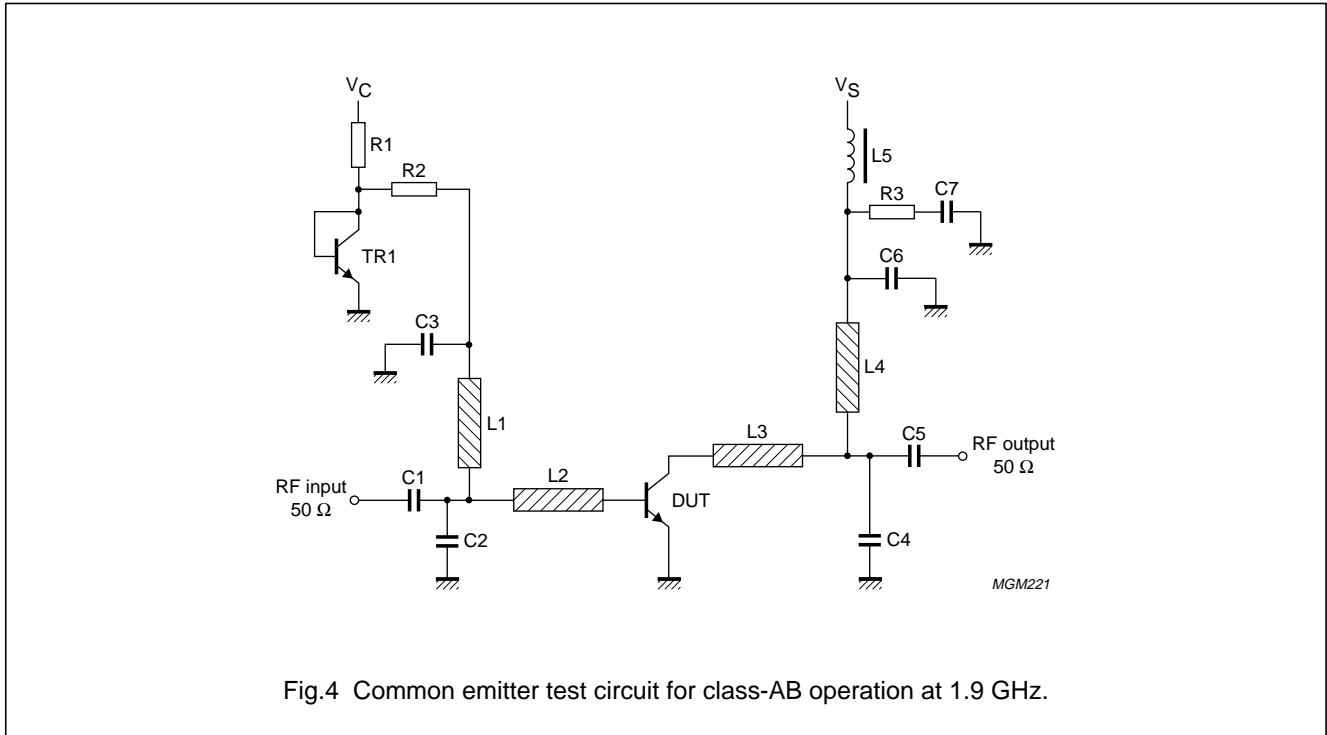 VC
VS
R1
L5
R2
R3
C7
TR1
C6
C3
L4
L1
L3
C5
RF output
50 Ω
L2
C1
RF input
50 Ω
DUT
C2
C4
MGM221
Fig.4 Common emitter test circuit for class-AB operation at 1.9 GHz.